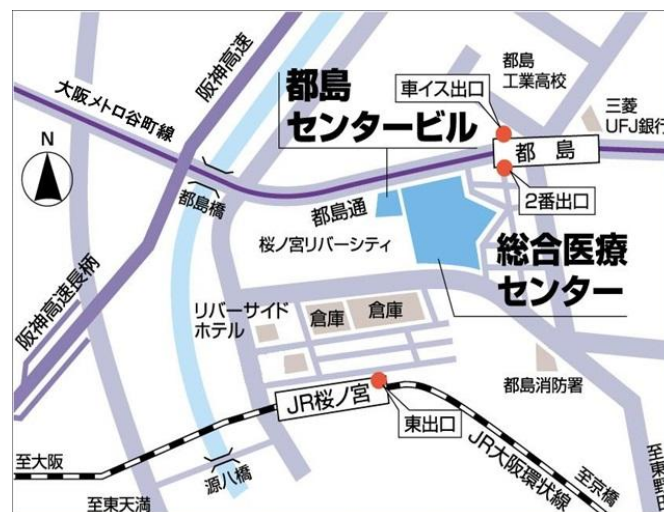 阪神高速
大阪メトロ谷町線
都島
センタービル
都島
工業高校
車イス出口
三菱
UFJ銀行
都島
2番出口
N
都島橋
都島通
桜ノ宮リバーシティ
総合医療
センター
阪神高速長柄
リバーサイド
ホテル
倉庫
倉庫
都島消防署
JR桜ノ宮
東出口
至大阪
源八橋
JR大阪環状線
至京橋
至東野田
至東天満